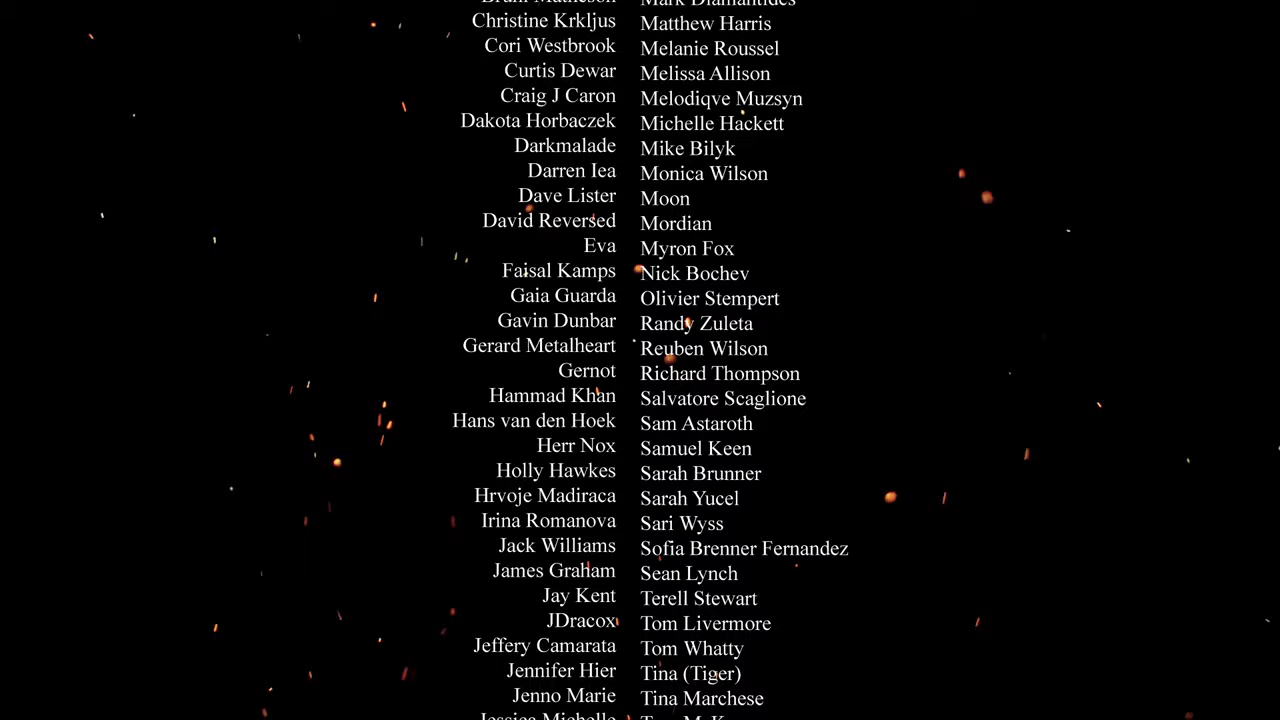 Christine Krkljus
Cori Westbrook
Curtis Dewar
Craig J Caron
Dakota Horbaczek
Darkmalade
Darren Iea
Dave Lister
David Reversed
Eva
Faisal Kamps
Gaia Guarda
Gavin Dunbar
Gerard Metalheart
Gernot
Hammad Khan
Hans van den Hoek
Herr Nox
Holly Hawkes
Hrvoje Madiraca
Irina Romanova
Jack Williams
James Graham
Jay Kent
JDracox
Jeffery Camarata
Jennifer Hier
Jenno Marie
Jessica Michelle
Mark Diamantides
Matthew Harris
Melanie Roussel
Melissa Allison
Melodiqve Muzsyn
Michelle Hackett
Mike Bilyk
Monica Wilson
Moon
Mordian
Myron Fox
Nick Bochev
Olivier Stempert
Randy Zuleta
Reuben Wilson
Richard Thompson
Salvatore Scaglione
Sam Astaroth
Samuel Keen
Sarah Brunner
Sarah Yucel
Sari Wyss
Sofia Brenner Fernandez
Sean Lynch
Terell Stewart
Tom Livermore
Tom Whatty
Tina (Tiger)
Tina Marchese